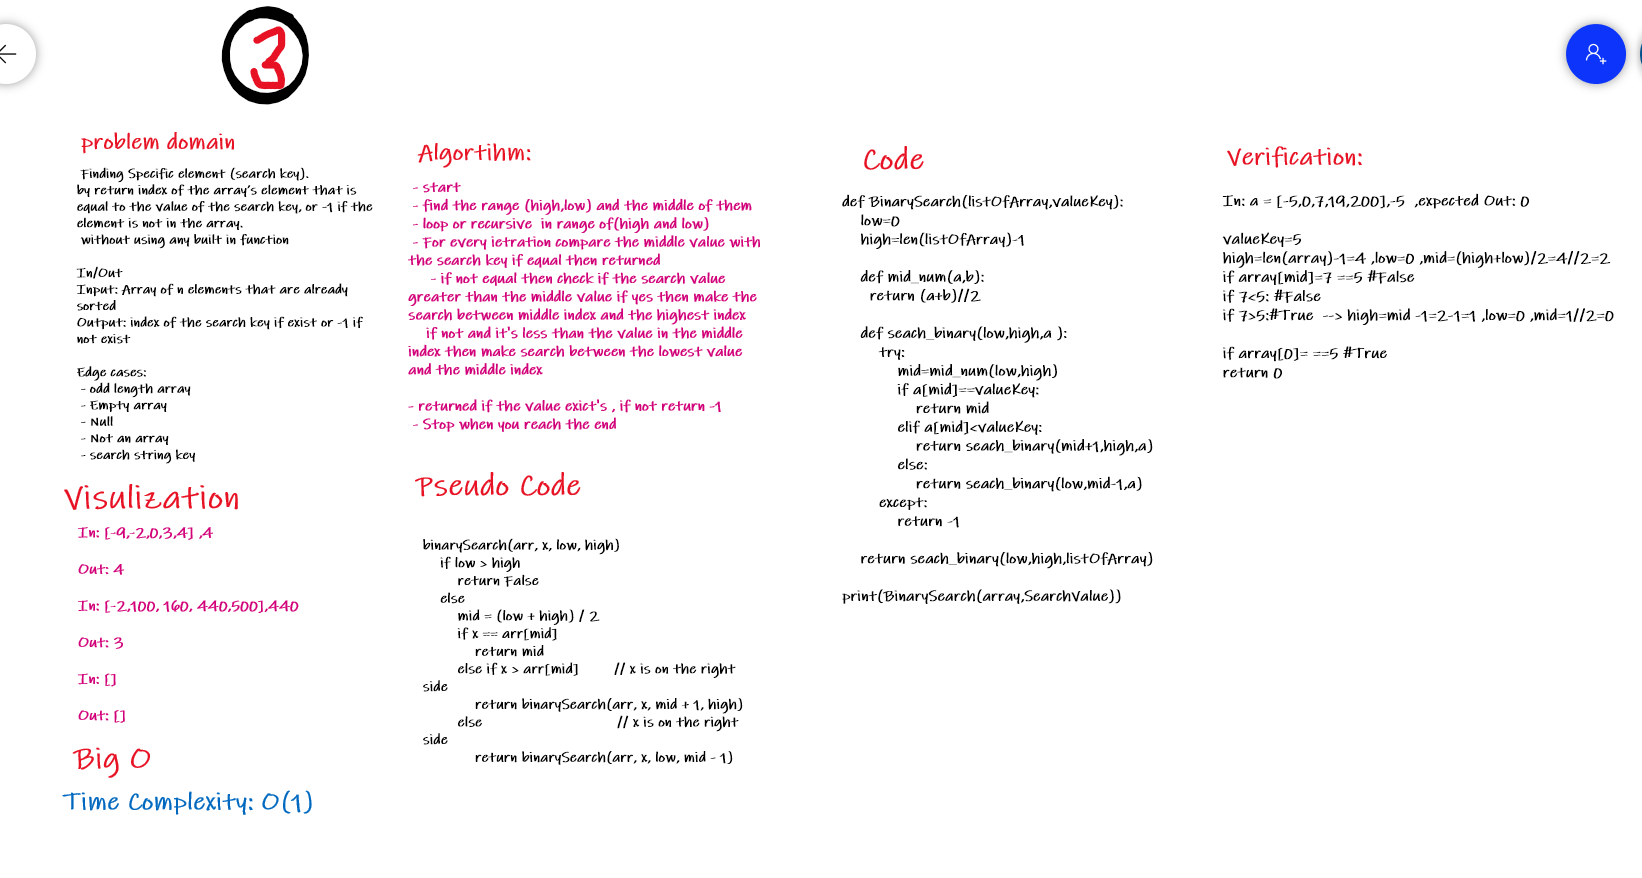 3
problem domain
Finding Specific element (search key).
by return index of the array's element that is
equal to the value of the search key, or -1 if the
element is not in the array.
without using any built in function
In/Out
Input: Array of n elements that are already
sorted
Output: index of the search key if exist or -1 if
not exist
Edge cases:
- odd length array
- Empty array
- Null
- Not an array
- search string key
Visulization
In: [-9,-2,0,3,4] ,4
Out: 4
In: [-2,100, 160, 440,500],440
Out: 3
In: []
Out: []
Big O
Time Complexity: O(1)
Algortihm:
- start
- find the range (high,low) and the middle of them
- loop or recursive in range of(high and low)
- For every ietration compare the middle value with
the search key if equal then returned
- if not equal then check if the search value
greater than the middle value if yes then make the
search between middle index and the highest index
if not and it's less than the value in the middle
index then make search between the lowest value
and the middle index
- returned if the value exict's , if not return -1
- Stop when you reach the end
Pseudo Code
binarySearch(arr, x, low, high)
if low > high
return False
else
mid = (low + high) / 2
if x == arr[mid]
return mid
else if x > arr[mid] // x is on the right
side
return binarySearch(arr, x, mid + 1, high)
else // x is on the right
side
return binarySearch(arr, x, low, mid - 1)
Code
def BinarySearch(listOfArray,valueKey):
low=0
high=len(listOfArray)-1
def mid_num(a,b):
return (a+b)//2
def seach_binary(low,high,a ):
try:
mid=mid_num(low,high)
if a[mid]==valueKey:
return mid
elif a[mid]<valueKey:
return seach_binary(mid+1,high,a)
else:
return seach_binary(low,mid-1,a)
except:
return -1
return seach_binary(low,high,listOfArray)
print(BinarySearch(array,SearchValue))
Verification:
In: a = [-5,0,7,19,200],-5 ,expected Out: 0
valueKey=5
high=len(array)-1=4 ,low=0 ,mid=(high+low)/2=4//2=2
if array[mid]=7 ==5 #False
if 7<5: #False
if 7>5:#True --> high=mid -1=2-1=1 ,low=0 ,mid=1//2=0
if array[0]= ==5 #True
return 0